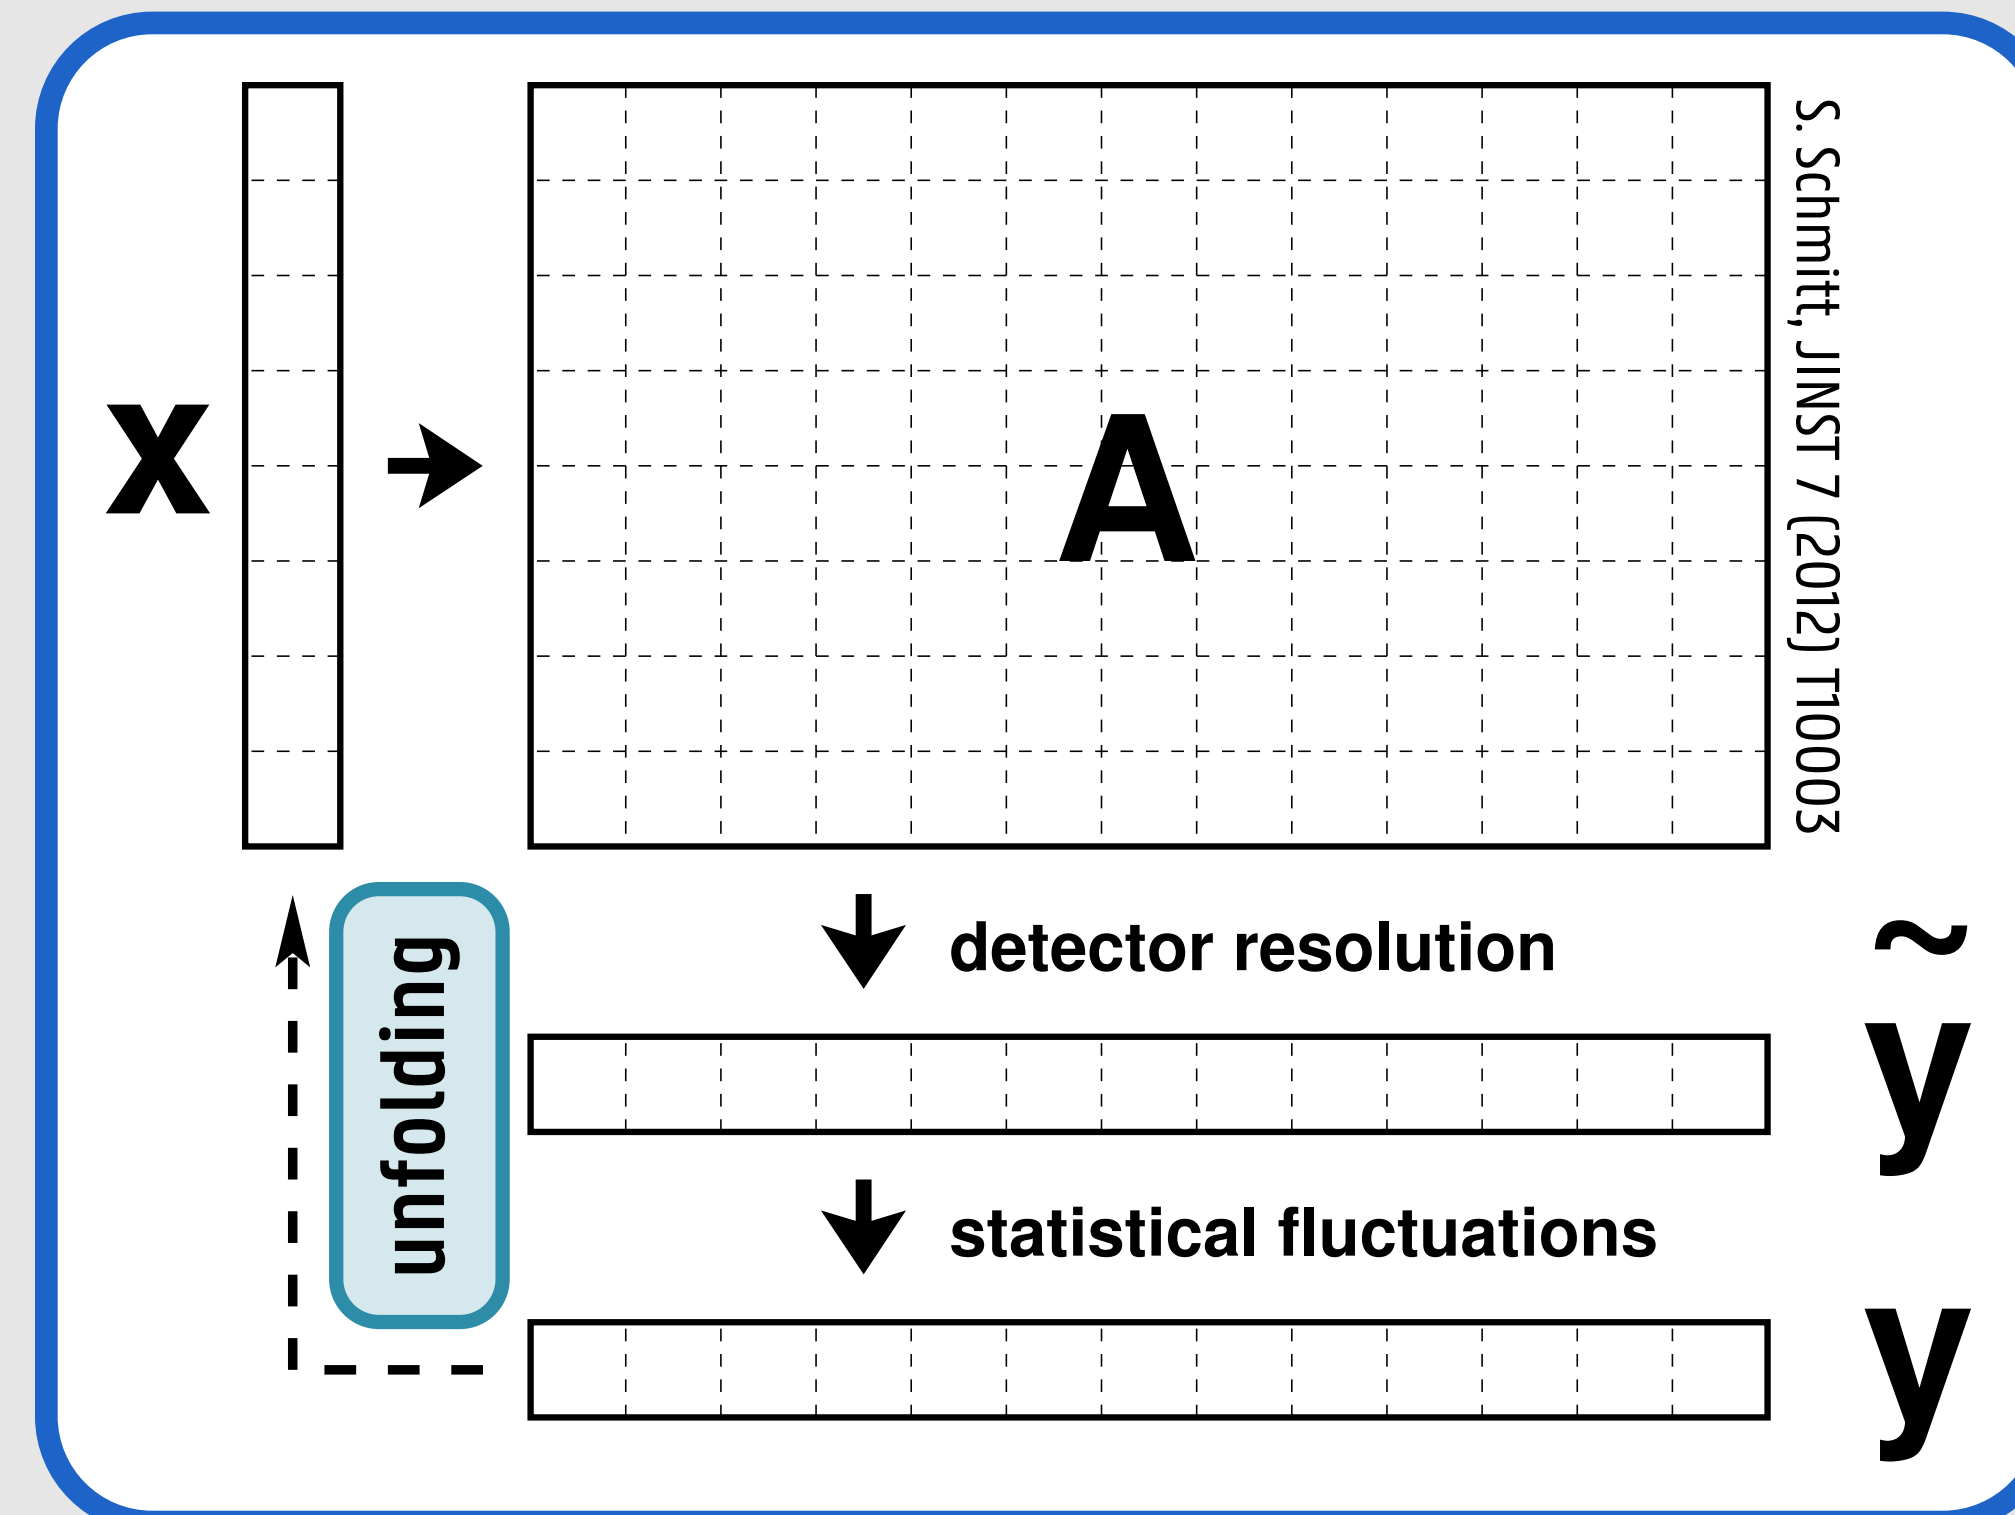 x
A
S. Schmitt, JINST 7 (2012) T10003
unfolding
detector resolution
~
y
statistical fluctuations
y